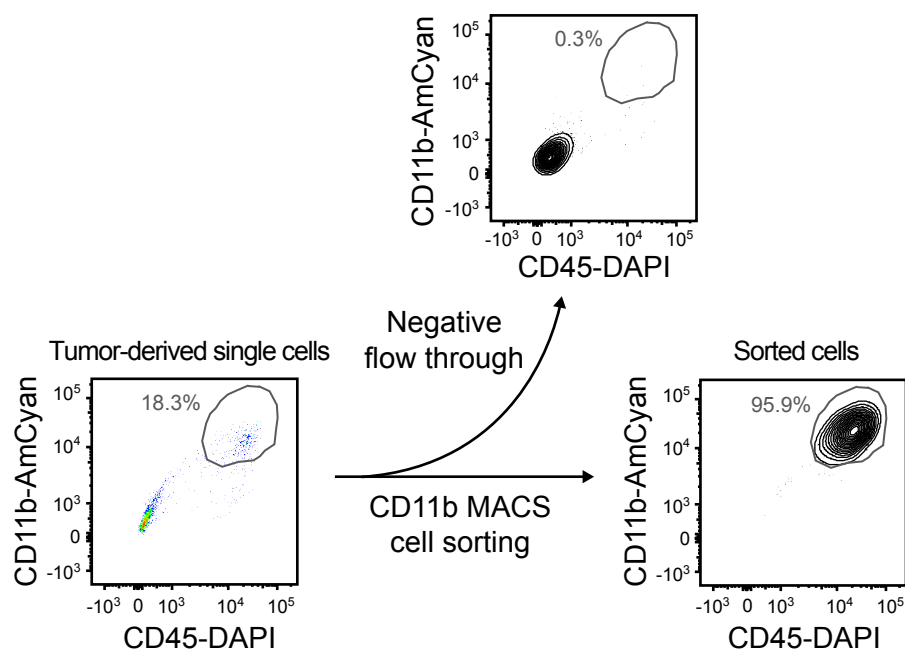 0.3%
10⁵
10⁴
10³
0
-10³
CD11b-AmCyan
-10³ 0 10³ 10⁴ 10⁵
CD45-DAPI
Negative
flow through
Tumor-derived single cells
18.3%
10⁵
10⁴
10³
0
-10³
CD11b-AmCyan
-10³ 0 10³ 10⁴ 10⁵
CD45-DAPI
CD11b MACS
cell sorting
Sorted cells
95.9%
10⁵
10⁴
10³
0
-10³
CD11b-AmCyan
-10³ 0 10³ 10⁴ 10⁵
CD45-DAPI